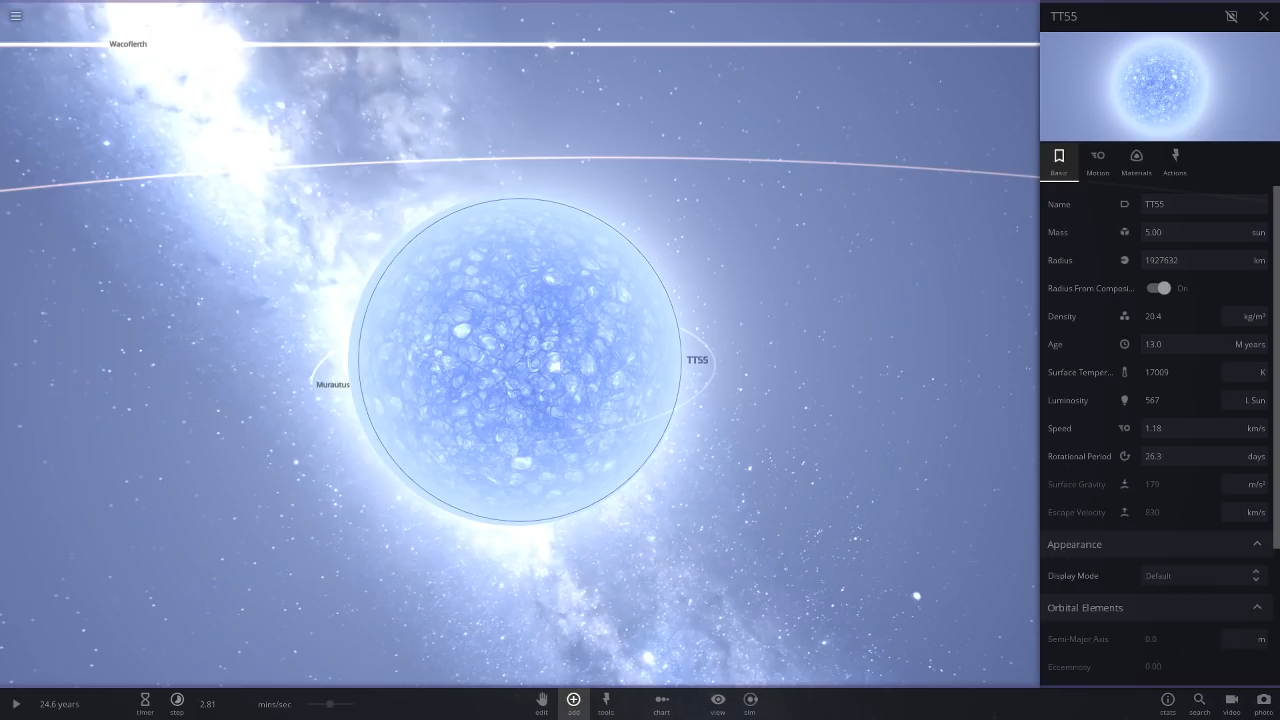 TT55
Wacoflerth
Basic
Motion
Materials
Actions
Name TT55
Mass 5.00 sun
Radius 1927632 km
Radius From Composi... On
Density 20.4 kg/m³
Age 13.0 M years
Surface Temper... 17009 K
TT55
Luminosity 567 L Sun
Murautus
Speed 1.18 km/s
Rotational Period 26.3 days
Surface Gravity 179 m/s²
Escape Velocity 830 km/s
Appearance
Display Mode Default
Orbital Elements
Semi-Major Axis 0.0 m
Eccentricity 0.00
24.6 years
timer
step
2.81 mins/sec
edit
add
tools
chart
view
sim
stats
search
video
photo